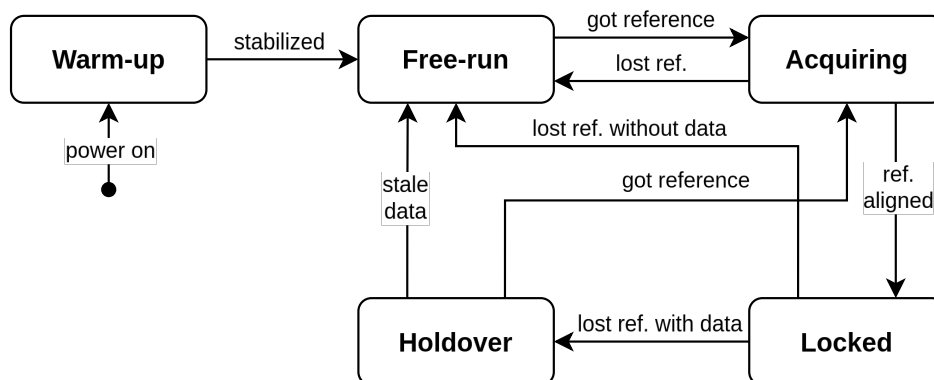 got reference
stabilized
Warm-up
Free-run
Acquiring
lost ref.
lost ref. without data
power on
stale
data
got reference
ref.
aligned
lost ref. with data
Holdover
Locked